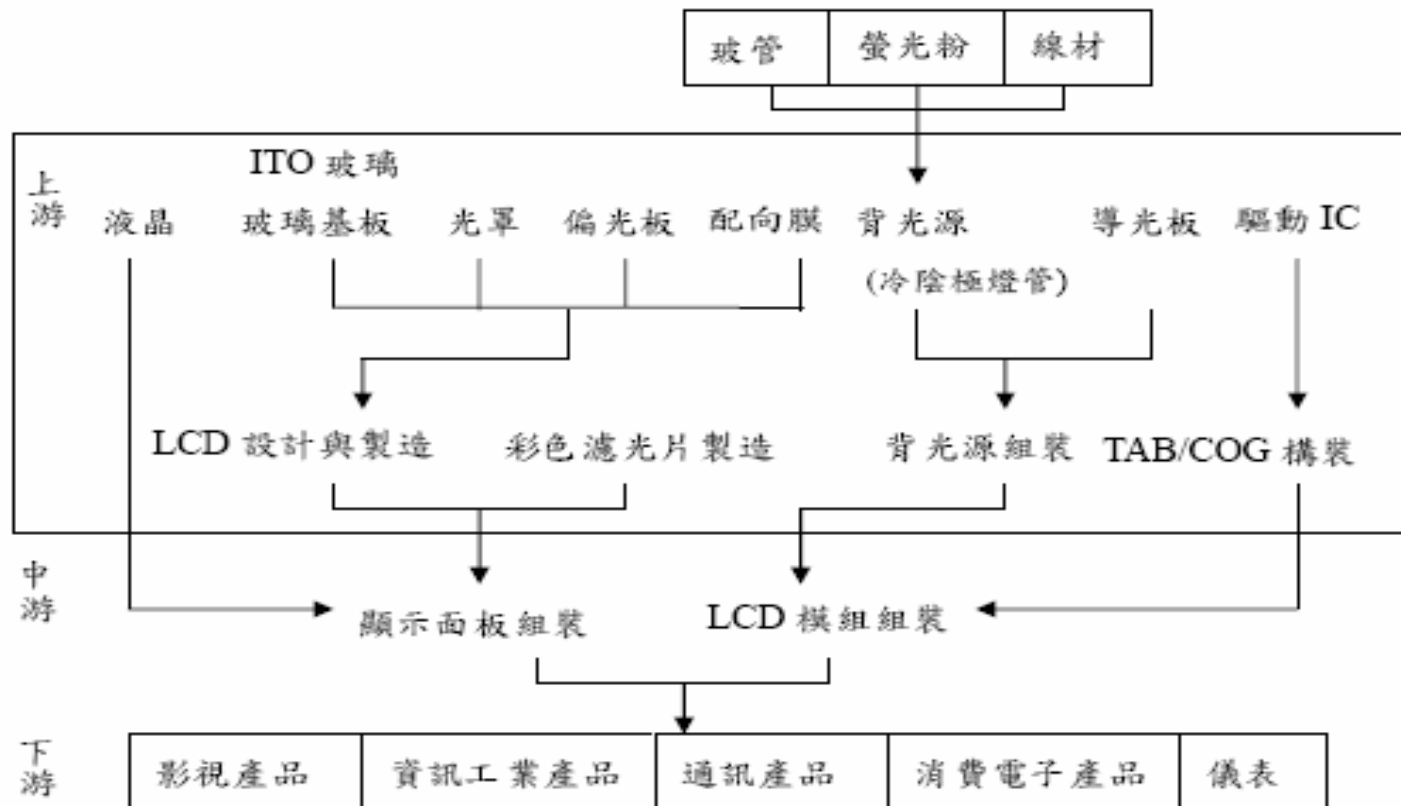 玻管 螢光粉 線材
上游
ITO 玻璃
液晶 玻璃基板 光罩 偏光板 配向膜 背光源 導光板 驅動 IC
(冷陰極燈管)
LCD 設計與製造 彩色濾光片製造 背光源組裝 TAB/COG 構裝
中游
顯示面板組裝 LCD 模組組裝
下游
影視產品 資訊工業產品 通訊產品 消費電子產品 儀表